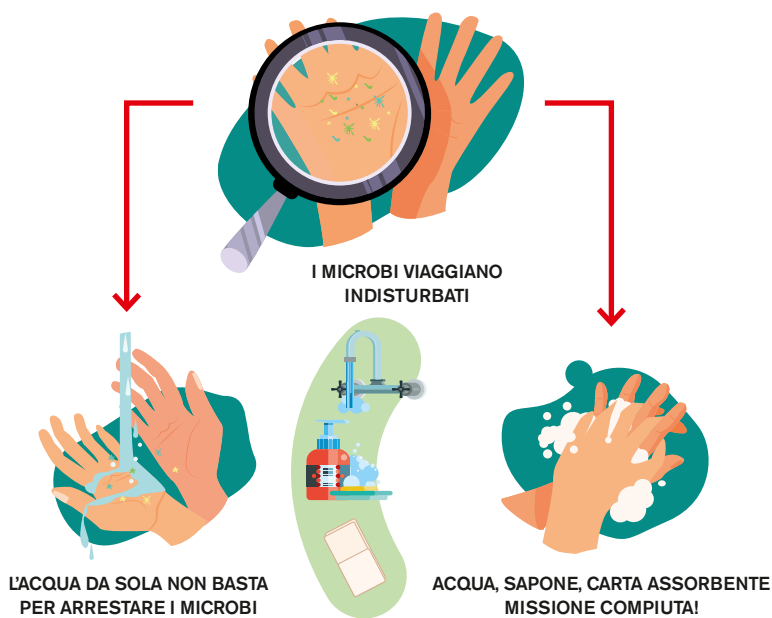 I MICROBI VIAGGIANO
INDISTURBATI
L'ACQUA DA SOLA NON BASTA
PER ARRESTARE I MICROBI
ACQUA, SAPONE, CARTA ASSORBENTE
MISSIONE COMPIUTA!